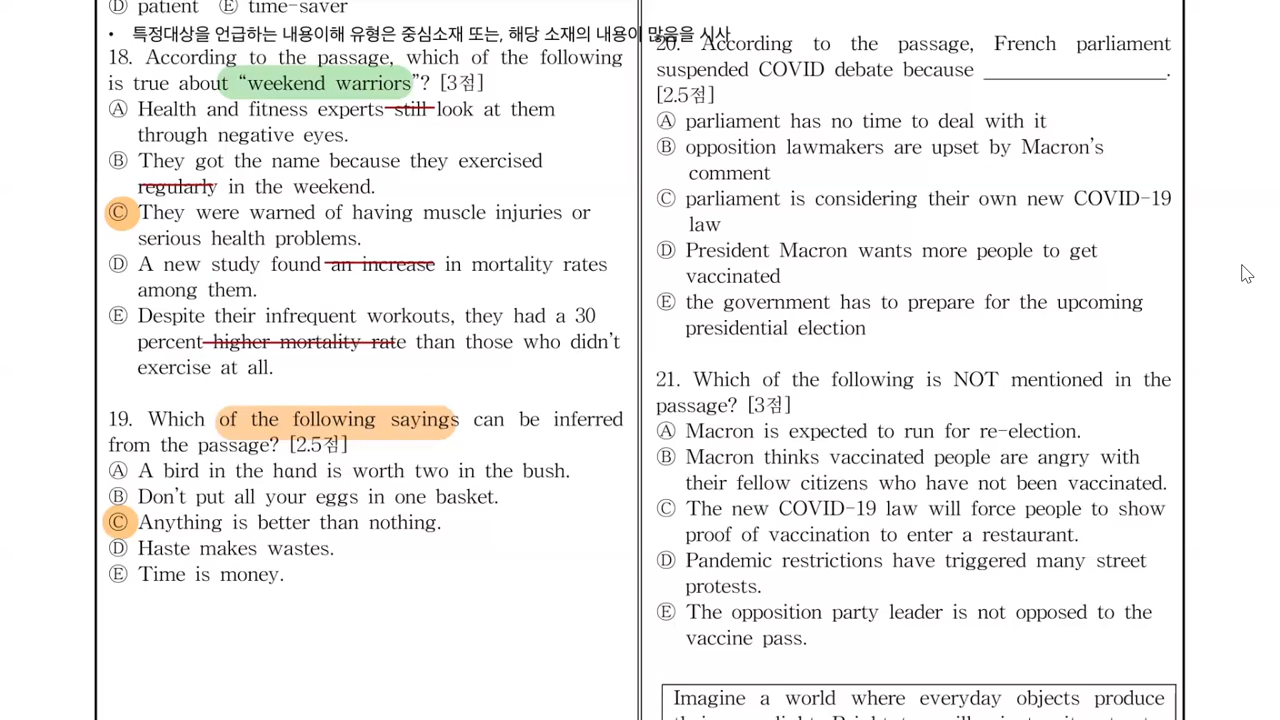 Ⓓ patient Ⓔ time-saver
• 특정대상을 언급하는 내용이해 유형은 중심소재 또는, 해당 소재의 내용이 많음을 시사
18. According to the passage, which of the following
is true about “weekend warriors”? [3점]
Ⓐ Health and fitness experts still look at them
through negative eyes.
Ⓑ They got the name because they exercised
regularly in the weekend.
Ⓒ They were warned of having muscle injuries or
serious health problems.
Ⓓ A new study found an increase in mortality rates
among them.
Ⓔ Despite their infrequent workouts, they had a 30
percent higher mortality rate than those who didn’t
exercise at all.
19. Which of the following sayings can be inferred
from the passage? [2.5점]
Ⓐ A bird in the hand is worth two in the bush.
Ⓑ Don’t put all your eggs in one basket.
Ⓒ Anything is better than nothing.
Ⓓ Haste makes wastes.
Ⓔ Time is money.
20. According to the passage, French parliament
suspended COVID debate because ____________.
[2.5점]
Ⓐ parliament has no time to deal with it
Ⓑ opposition lawmakers are upset by Macron’s
comment
Ⓒ parliament is considering their own new COVID-19
law
Ⓓ President Macron wants more people to get
vaccinated
Ⓔ the government has to prepare for the upcoming
presidential election
21. Which of the following is NOT mentioned in the
passage? [3점]
Ⓐ Macron is expected to run for re-election.
Ⓑ Macron thinks vaccinated people are angry with
their fellow citizens who have not been vaccinated.
Ⓒ The new COVID-19 law will force people to show
proof of vaccination to enter a restaurant.
Ⓓ Pandemic restrictions have triggered many street
protests.
Ⓔ The opposition party leader is not opposed to the
vaccine pass.
Imagine a world where everyday objects produce